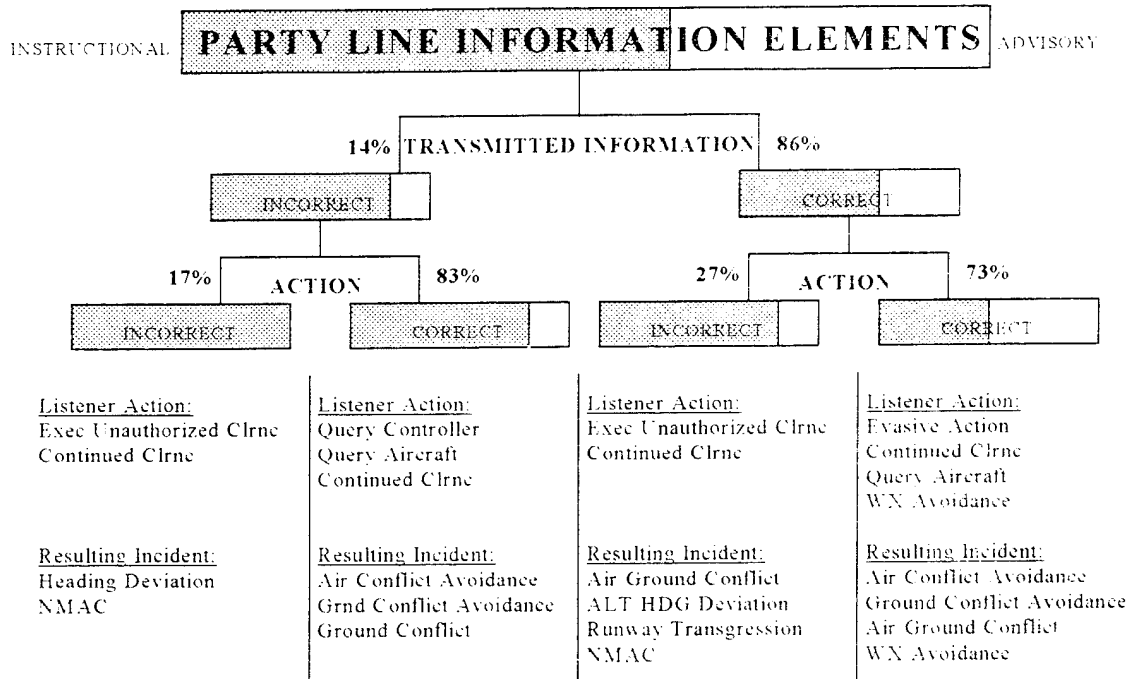 INSTRUCTIONAL PARTY LINE INFORMATION ELEMENTS ADVISORY
14% TRANSMITTED INFORMATION 86%
INCORRECT CORRECT
17% ACTION 83% 27% ACTION 73%
INCORRECT CORRECT INCORRECT CORRECT
Listener Action:
Exec Unauthorized Clrnc
Continued Clrnc
Resulting Incident:
Heading Deviation
NMAC
Listener Action:
Query Controller
Query Aircraft
Continued Clrnc
Resulting Incident:
Air Conflict Avoidance
Grnd Conflict Avoidance
Ground Conflict
Listener Action:
Exec Unauthorized Clrnc
Continued Clrnc
Resulting Incident:
Air Ground Conflict
ALT HDG Deviation
Runway Transgression
NMAC
Listener Action:
Evasive Action
Continued Clrnc
Query Aircraft
WX Avoidance
Resulting Incident:
Air Conflict Avoidance
Ground Conflict Avoidance
Air Ground Conflict
WX Avoidance